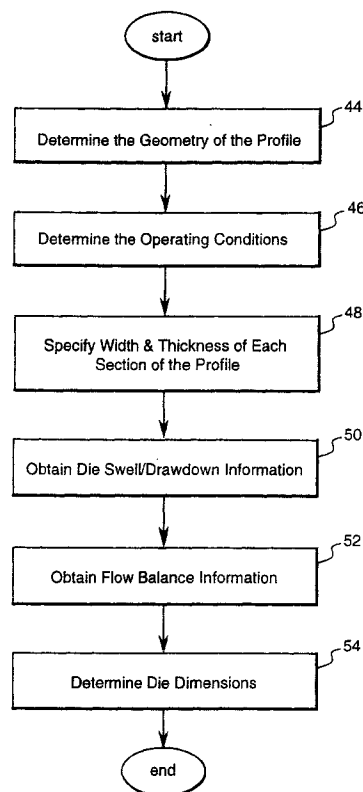 start
44
Determine the Geometry of the Profile
46
Determine the Operating Conditions
48
Specify Width & Thickness of Each
Section of the Profile
50
Obtain Die Swell/Drawdown Information
52
Obtain Flow Balance Information
54
Determine Die Dimensions
end